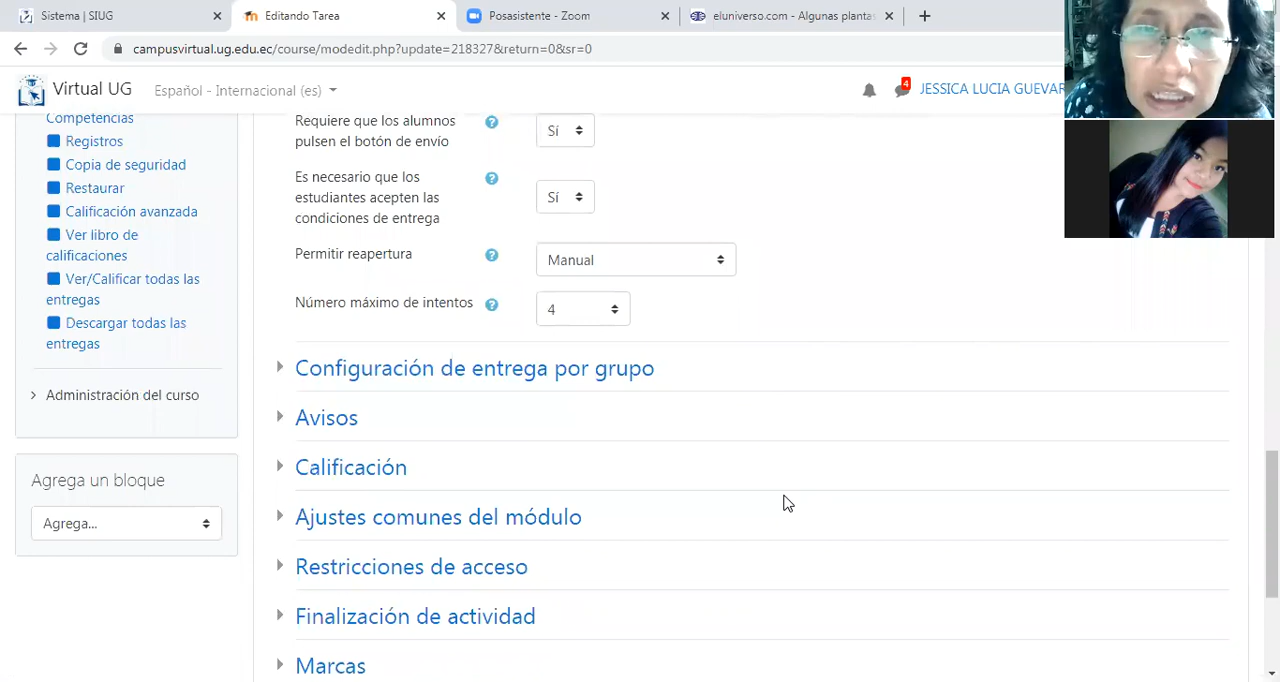 Sistema | SIUG
Editando Tarea
Posasistente - Zoom
eluniverso.com - Algunas planta
campusvirtual.ug.edu.ec/course/modedit.php?update=218327&return=0&sr=0
Virtual UG
Español - Internacional (es)
4
JESSICA LUCIA GUEVAR
Competencias
Registros
Copia de seguridad
Restaurar
Calificación avanzada
Ver libro de
calificaciones
Ver/Calificar todas las
entregas
Descargar todas las
entregas
Administración del curso
Agrega un bloque
Agrega...
Requiere que los alumnos
pulsen el botón de envío
Sí
Es necesario que los
estudiantes acepten las
condiciones de entrega
Sí
Permitir reapertura
Manual
Número máximo de intentos
4
Configuración de entrega por grupo
Avisos
Calificación
Ajustes comunes del módulo
Restricciones de acceso
Finalización de actividad
Marcas